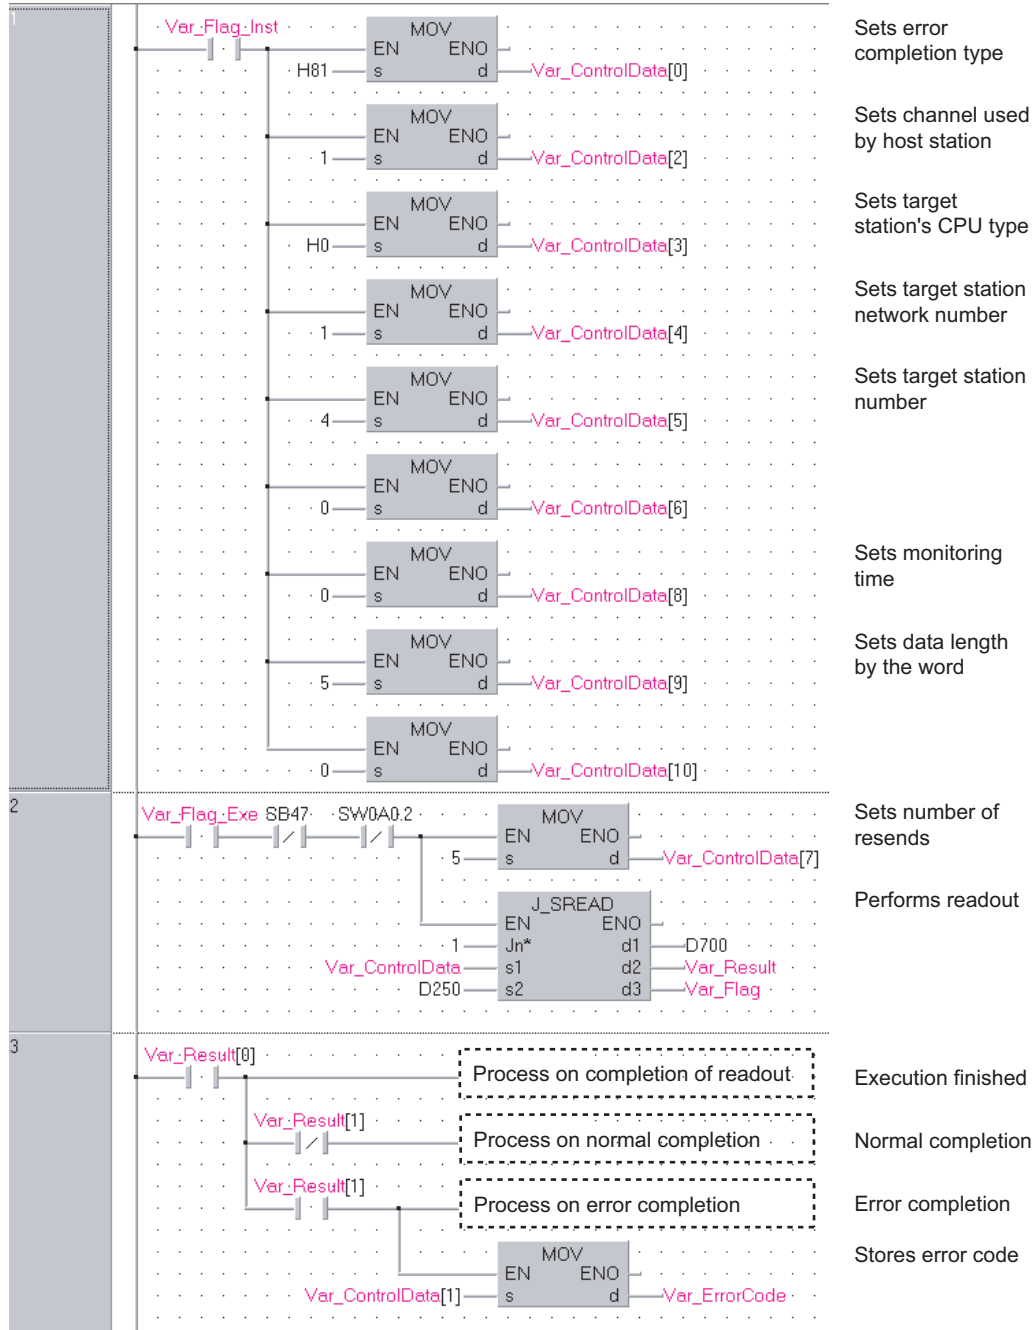 1
Var_Flag_Inst
MOV
EN ENO
H81 s d Var_ControlData[0]
Sets error
completion type
MOV
EN ENO
1 s d Var_ControlData[2]
Sets channel used
by host station
MOV
EN ENO
H0 s d Var_ControlData[3]
Sets target
station's CPU type
MOV
EN ENO
1 s d Var_ControlData[4]
Sets target station
network number
MOV
EN ENO
4 s d Var_ControlData[5]
Sets target station
number
MOV
EN ENO
0 s d Var_ControlData[6]
MOV
EN ENO
0 s d Var_ControlData[8]
Sets monitoring
time
MOV
EN ENO
5 s d Var_ControlData[9]
Sets data length
by the word
MOV
EN ENO
0 s d Var_ControlData[10]
2
Var_Flag_Exe SB47 SW0A0.2
MOV
EN ENO
5 s d Var_ControlData[7]
Sets number of
resends
J_SREAD
EN ENO
1 Jn* d1 D700
Var_ControlData s1 d2 Var_Result
D250 s2 d3 Var_Flag
Performs readout
3
Var_Result[0]
Process on completion of readout
Execution finished
Var_Result[1]
Process on normal completion
Normal completion
Var_Result[1]
Process on error completion
Error completion
MOV
EN ENO
Var_ControlData[1] s d Var_ErrorCode
Stores error code